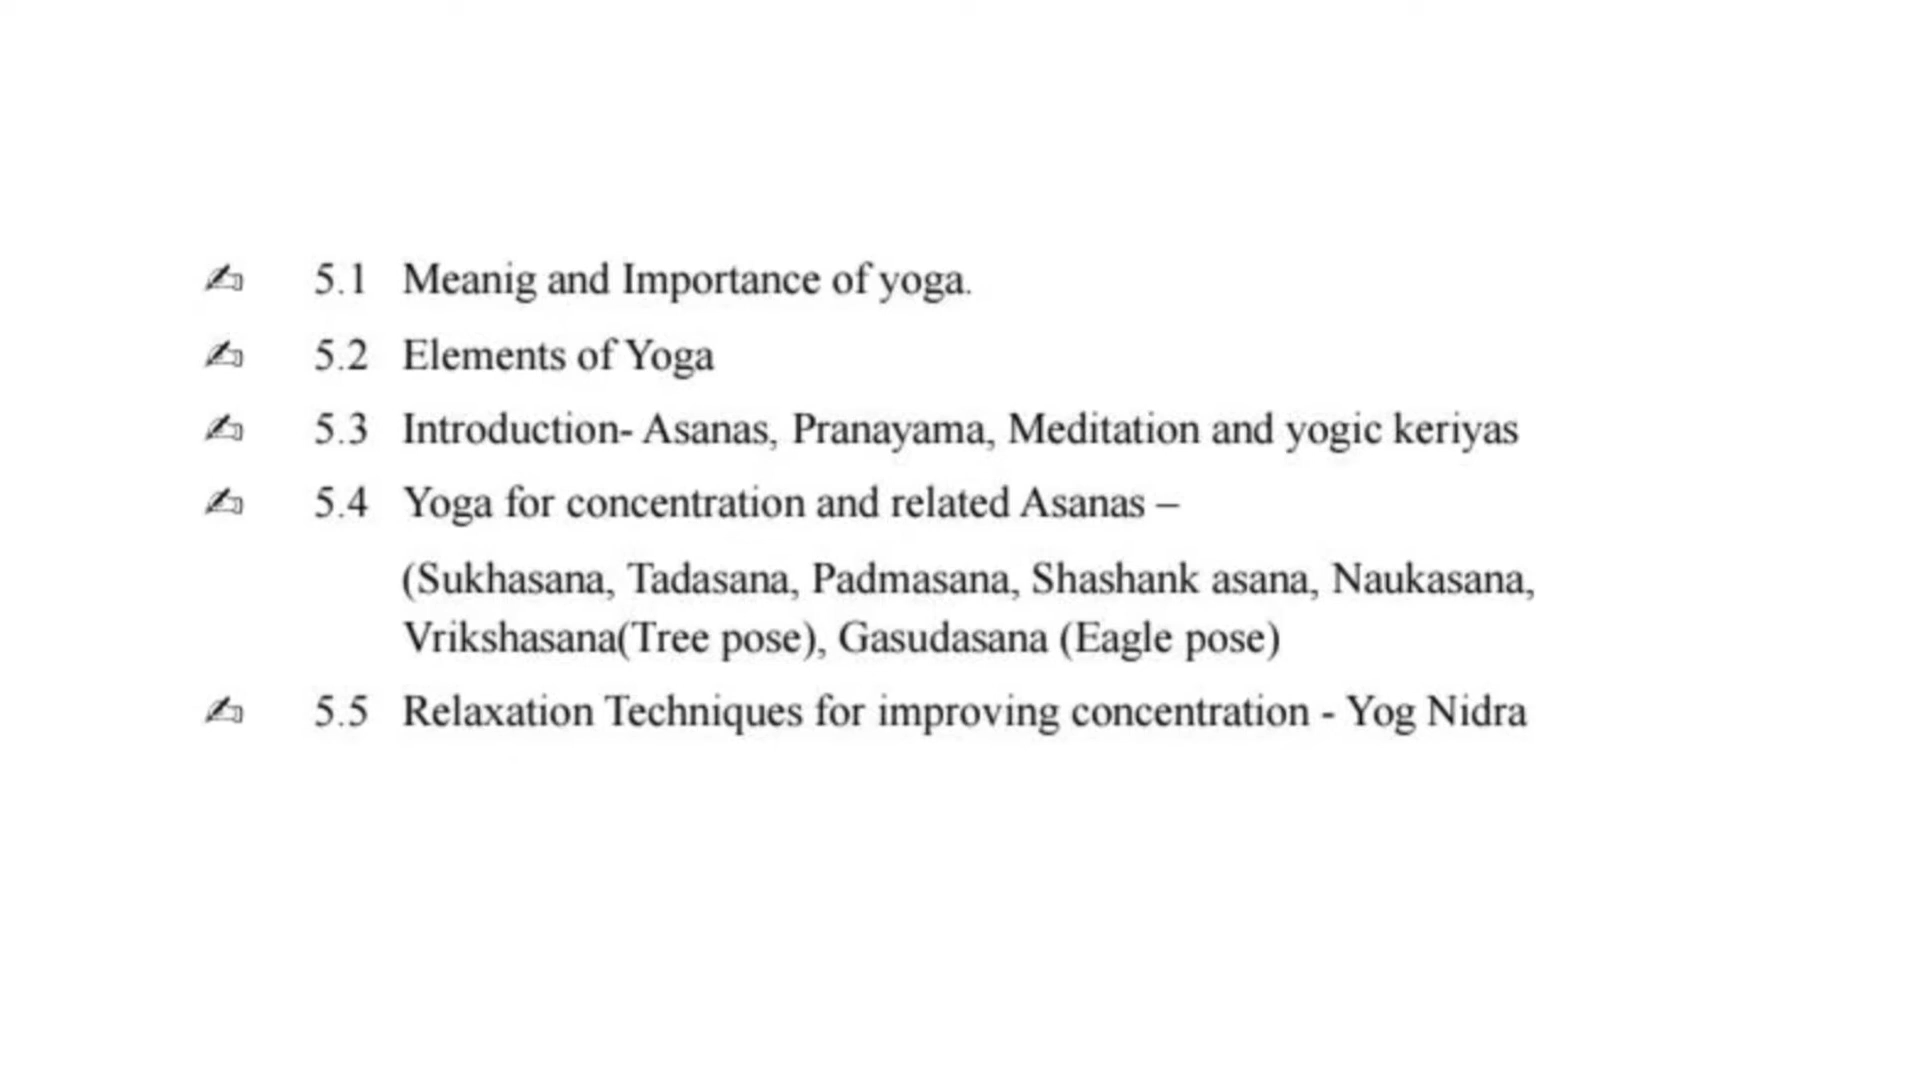 ✍ 5.1 Meanig and Importance of yoga.
✍ 5.2 Elements of Yoga
✍ 5.3 Introduction- Asanas, Pranayama, Meditation and yogic keriyas
✍ 5.4 Yoga for concentration and related Asanas –
(Sukhasana, Tadasana, Padmasana, Shashank asana, Naukasana,
Vrikshasana(Tree pose), Gasudasana (Eagle pose)
✍ 5.5 Relaxation Techniques for improving concentration - Yog Nidra